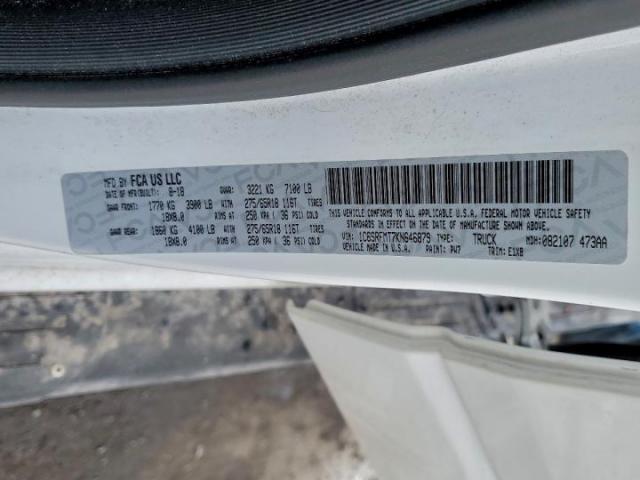 MFD BY FCA US LLC
DATE OF MFR(BUILT): 8-18 GVWR: 3221 KG 7100 LB
GAWR FRONT: 1770 KG 3900 LB WITH 275/65R18 116T TIRES
18X8.0 RIMS AT 250 KPA ( 36 PSI) COLD
GAWR REAR: 1860 KG 4100 LB WITH 275/65R18 116T TIRES
18X8.0 RIMS AT 250 KPA ( 36 PSI) COLD
THIS VEHICLE CONFORMS TO ALL APPLICABLE U.S.A. FEDERAL MOTOR VEHICLE SAFETY
STANDARDS IN EFFECT ON THE DATE OF MANUFACTURE SHOWN ABOVE.
VIN: 1C6SRFMT7KN646879 TYPE: TRUCK MDH: 082107 473AA
VEHICLE MADE IN U.S.A. PAINT: PW7 TRIM: E1X8